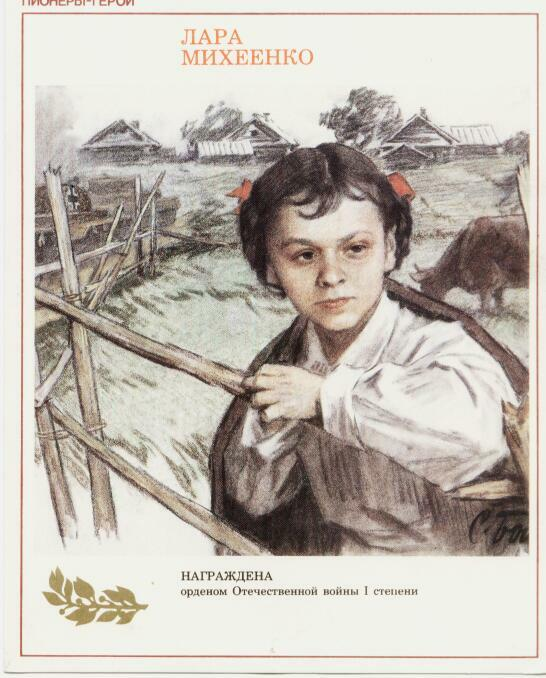 ПИОНЕРЫ-ГЕРОИ
ЛАРА
МИХЕЕНКО
НАГРАЖДЕНА
орденом Отечественной войны I степени